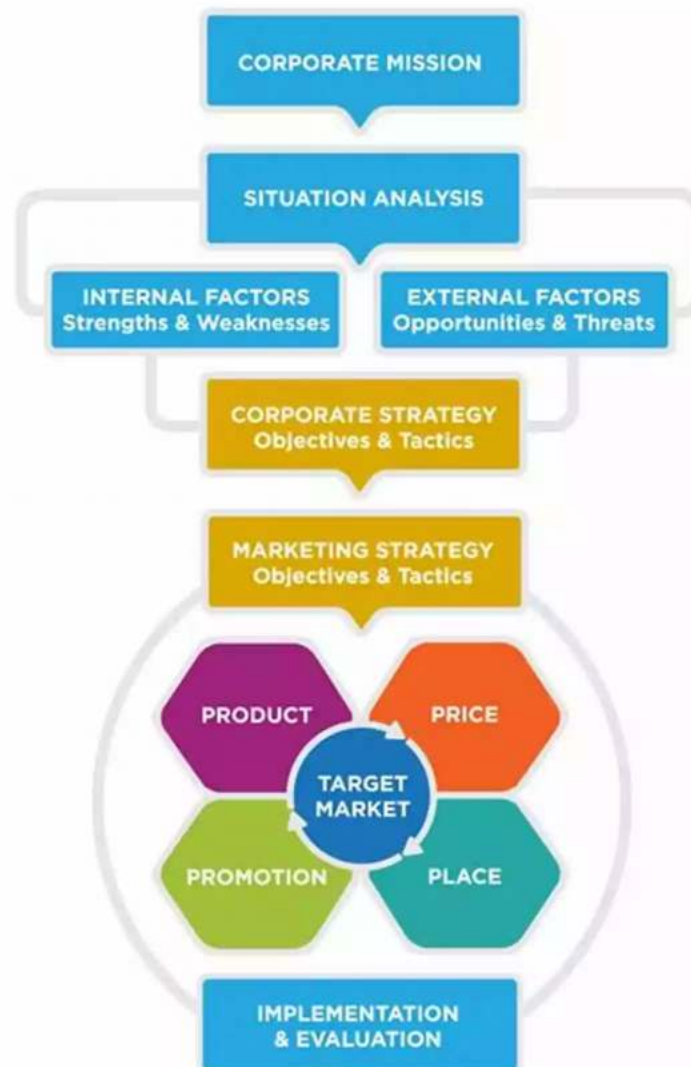 CORPORATE MISSION
SITUATION ANALYSIS
INTERNAL FACTORS
Strengths & Weaknesses
EXTERNAL FACTORS
Opportunities & Threats
CORPORATE STRATEGY
Objectives & Tactics
MARKETING STRATEGY
Objectives & Tactics
PRODUCT
PRICE
TARGET
MARKET
PROMOTION
PLACE
IMPLEMENTATION
& EVALUATION